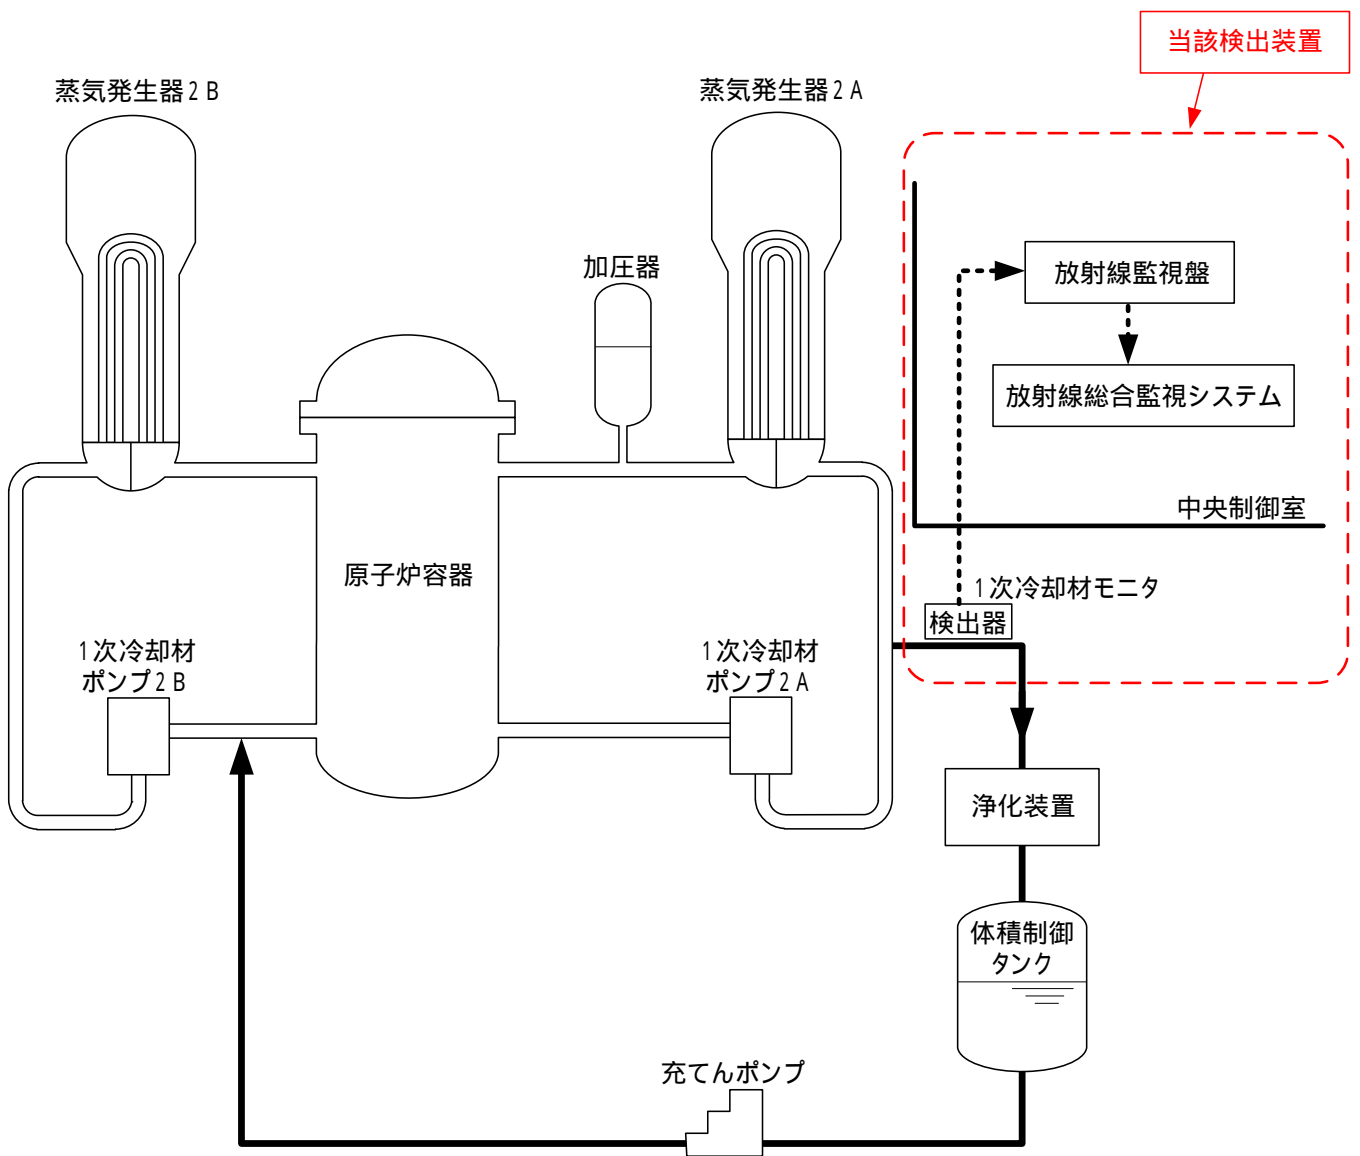 当該検出装置
蒸気発生器2B
蒸気発生器2A
加圧器
放射線監視盤
放射線総合監視システム
中央制御室
原子炉容器
1次冷却材モニタ
検出器
1次冷却材
ポンプ2B
1次冷却材
ポンプ2A
浄化装置
体積制御
タンク
充てんポンプ